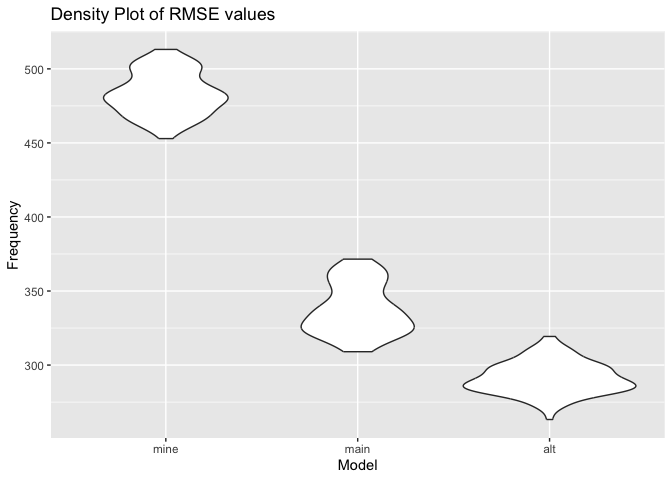 Density Plot of RMSE values
500
450
400
350
300
Frequency
mine main alt
Model